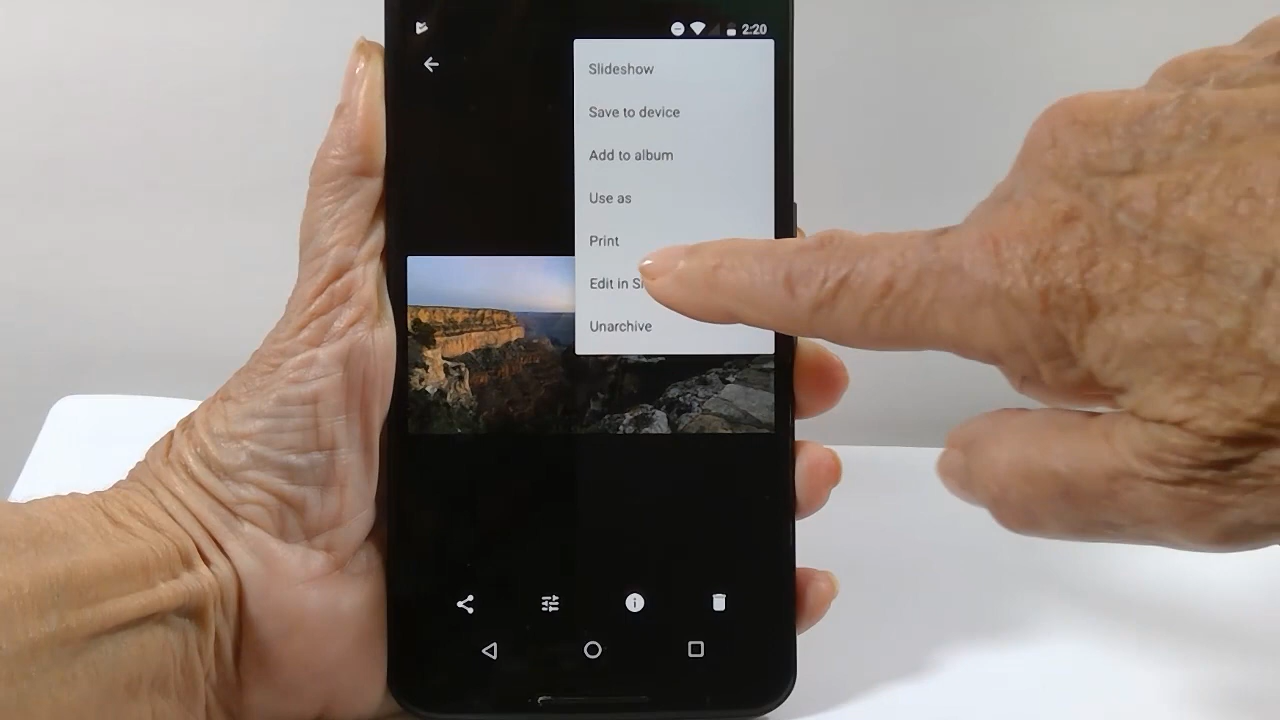 2:20
Slideshow
Save to device
Add to album
Use as
Print
Edit in
Unarchive